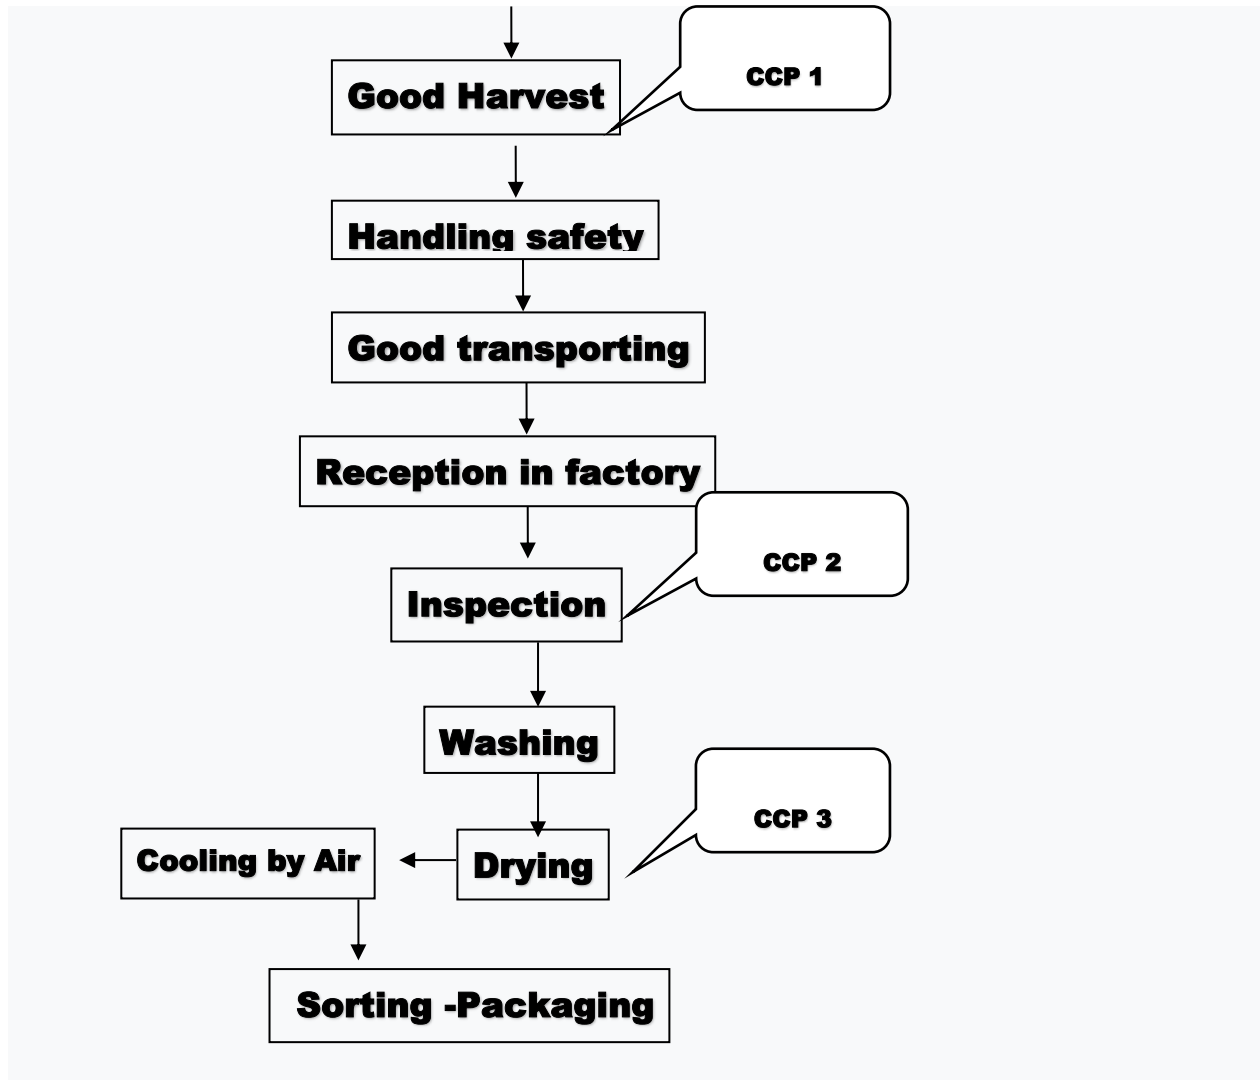 CCP 1
Good Harvest
Handling safety
Good transporting
Reception in factory
CCP 2
Inspection
Washing
CCP 3
Cooling by Air
Drying
Sorting -Packaging